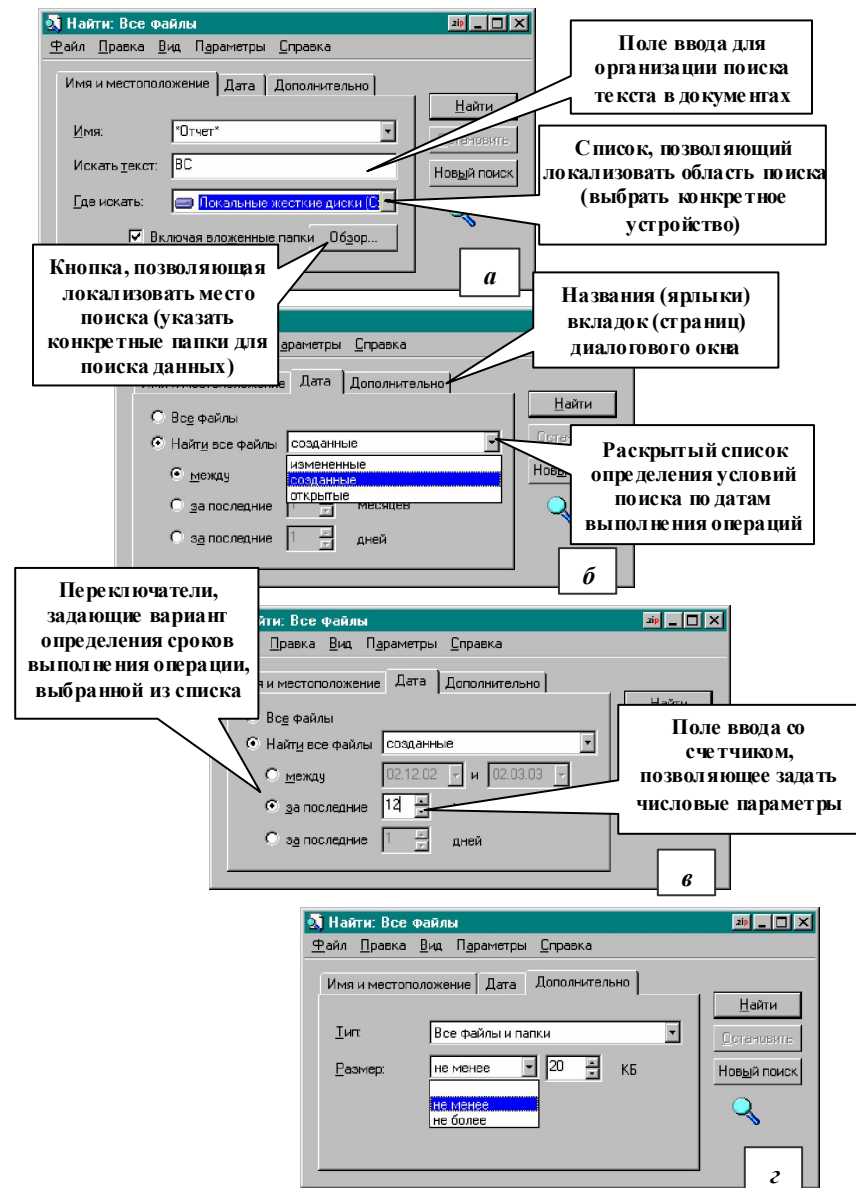 Найти: Все файлы
Файл Правка Вид Параметры Справка
Имя и местоположение Дата Дополнительно
Имя: *Отчет*
Искать текст: ВС
Где искать: Локальные жесткие диски (C:
Включая вложенные папки Обзор...
Найти
Остановить
Новый поиск
Поле ввода для
организации поиска
текста в документах
Список, позволяющий
локализовать область поиска
(выбрать конкретное
устройство)
Кнопка, позволяющая
локализовать место
поиска (указать
конкретные папки для
поиска данных)
а
Названия (ярлыки)
вкладок (страниц)
диалогового окна
араметры Справка
Дата Дополнительно
Все файлы
Найти все файлы созданные
измененные
созданные
открытые
между
за последние 1 месяцев
за последние 1 дней
Найти
Раскрытый список
определения условий
поиска по датам
выполнения операций
б
Переключатели,
задающие вариант
определения сроков
выполнения операции,
выбранной из списка
йти: Все файлы
Правка Вид Параметры Справка
я и местоположение Дата Дополнительно
Все файлы
Найти все файлы созданные
между 02.12.02 и 02.03.03
за последние 12
за последние 1 дней
Поле ввода со
счетчиком,
позволяющее задать
числовые параметры
в
Найти: Все файлы
Файл Правка Вид Параметры Справка
Имя и местоположение Дата Дополнительно
Тип: Все файлы и папки
Размер: не менее 20 КБ
не менее
не более
Найти
Остановить
Новый поиск
г